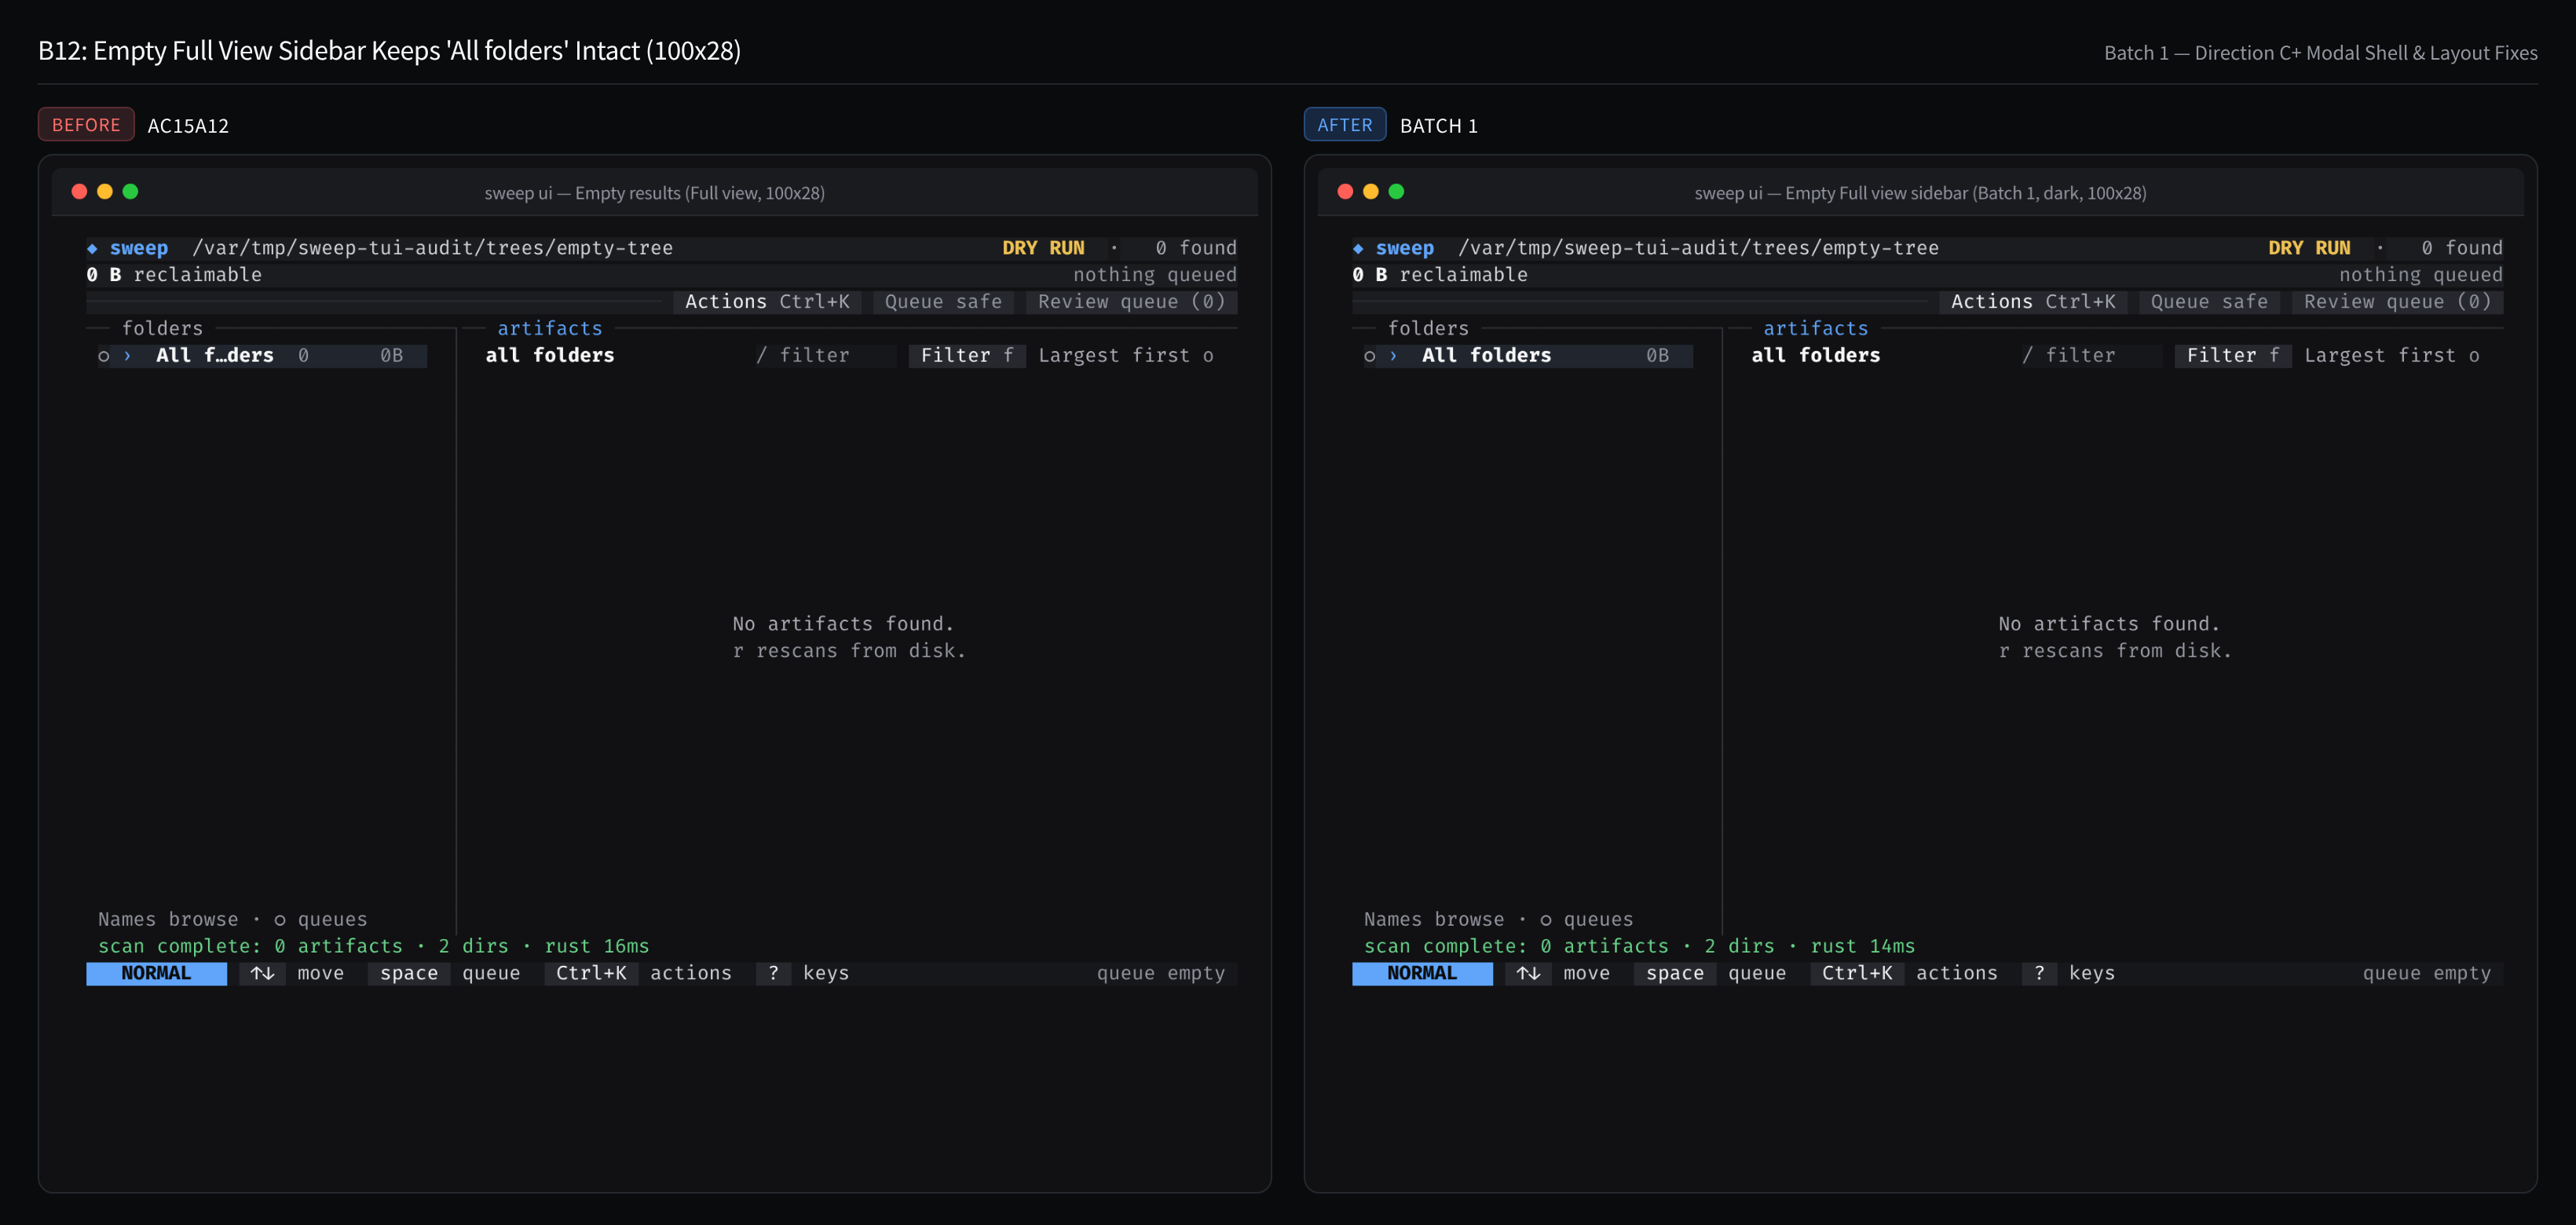 B12: Empty Full View Sidebar Keeps 'All folders' Intact (100x28)
Batch 1 — Direction C+ Modal Shell & Layout Fixes
BEFORE AC15A12
sweep ui — Empty results (Full view, 100x28)
◆ sweep /var/tmp/sweep-tui-audit/trees/empty-tree DRY RUN · 0 found
0 B reclaimable nothing queued
Actions Ctrl+K Queue safe Review queue (0)
folders artifacts
○ › All f…ders 0 0B all folders / filter Filter f Largest first o
No artifacts found.
r rescans from disk.
Names browse · ○ queues
scan complete: 0 artifacts · 2 dirs · rust 16ms
NORMAL ↑↓ move space queue Ctrl+K actions ? keys queue empty
AFTER BATCH 1
sweep ui — Empty Full view sidebar (Batch 1, dark, 100x28)
◆ sweep /var/tmp/sweep-tui-audit/trees/empty-tree DRY RUN · 0 found
0 B reclaimable nothing queued
Actions Ctrl+K Queue safe Review queue (0)
folders artifacts
○ › All folders 0B all folders / filter Filter f Largest first o
No artifacts found.
r rescans from disk.
Names browse · ○ queues
scan complete: 0 artifacts · 2 dirs · rust 14ms
NORMAL ↑↓ move space queue Ctrl+K actions ? keys queue empty